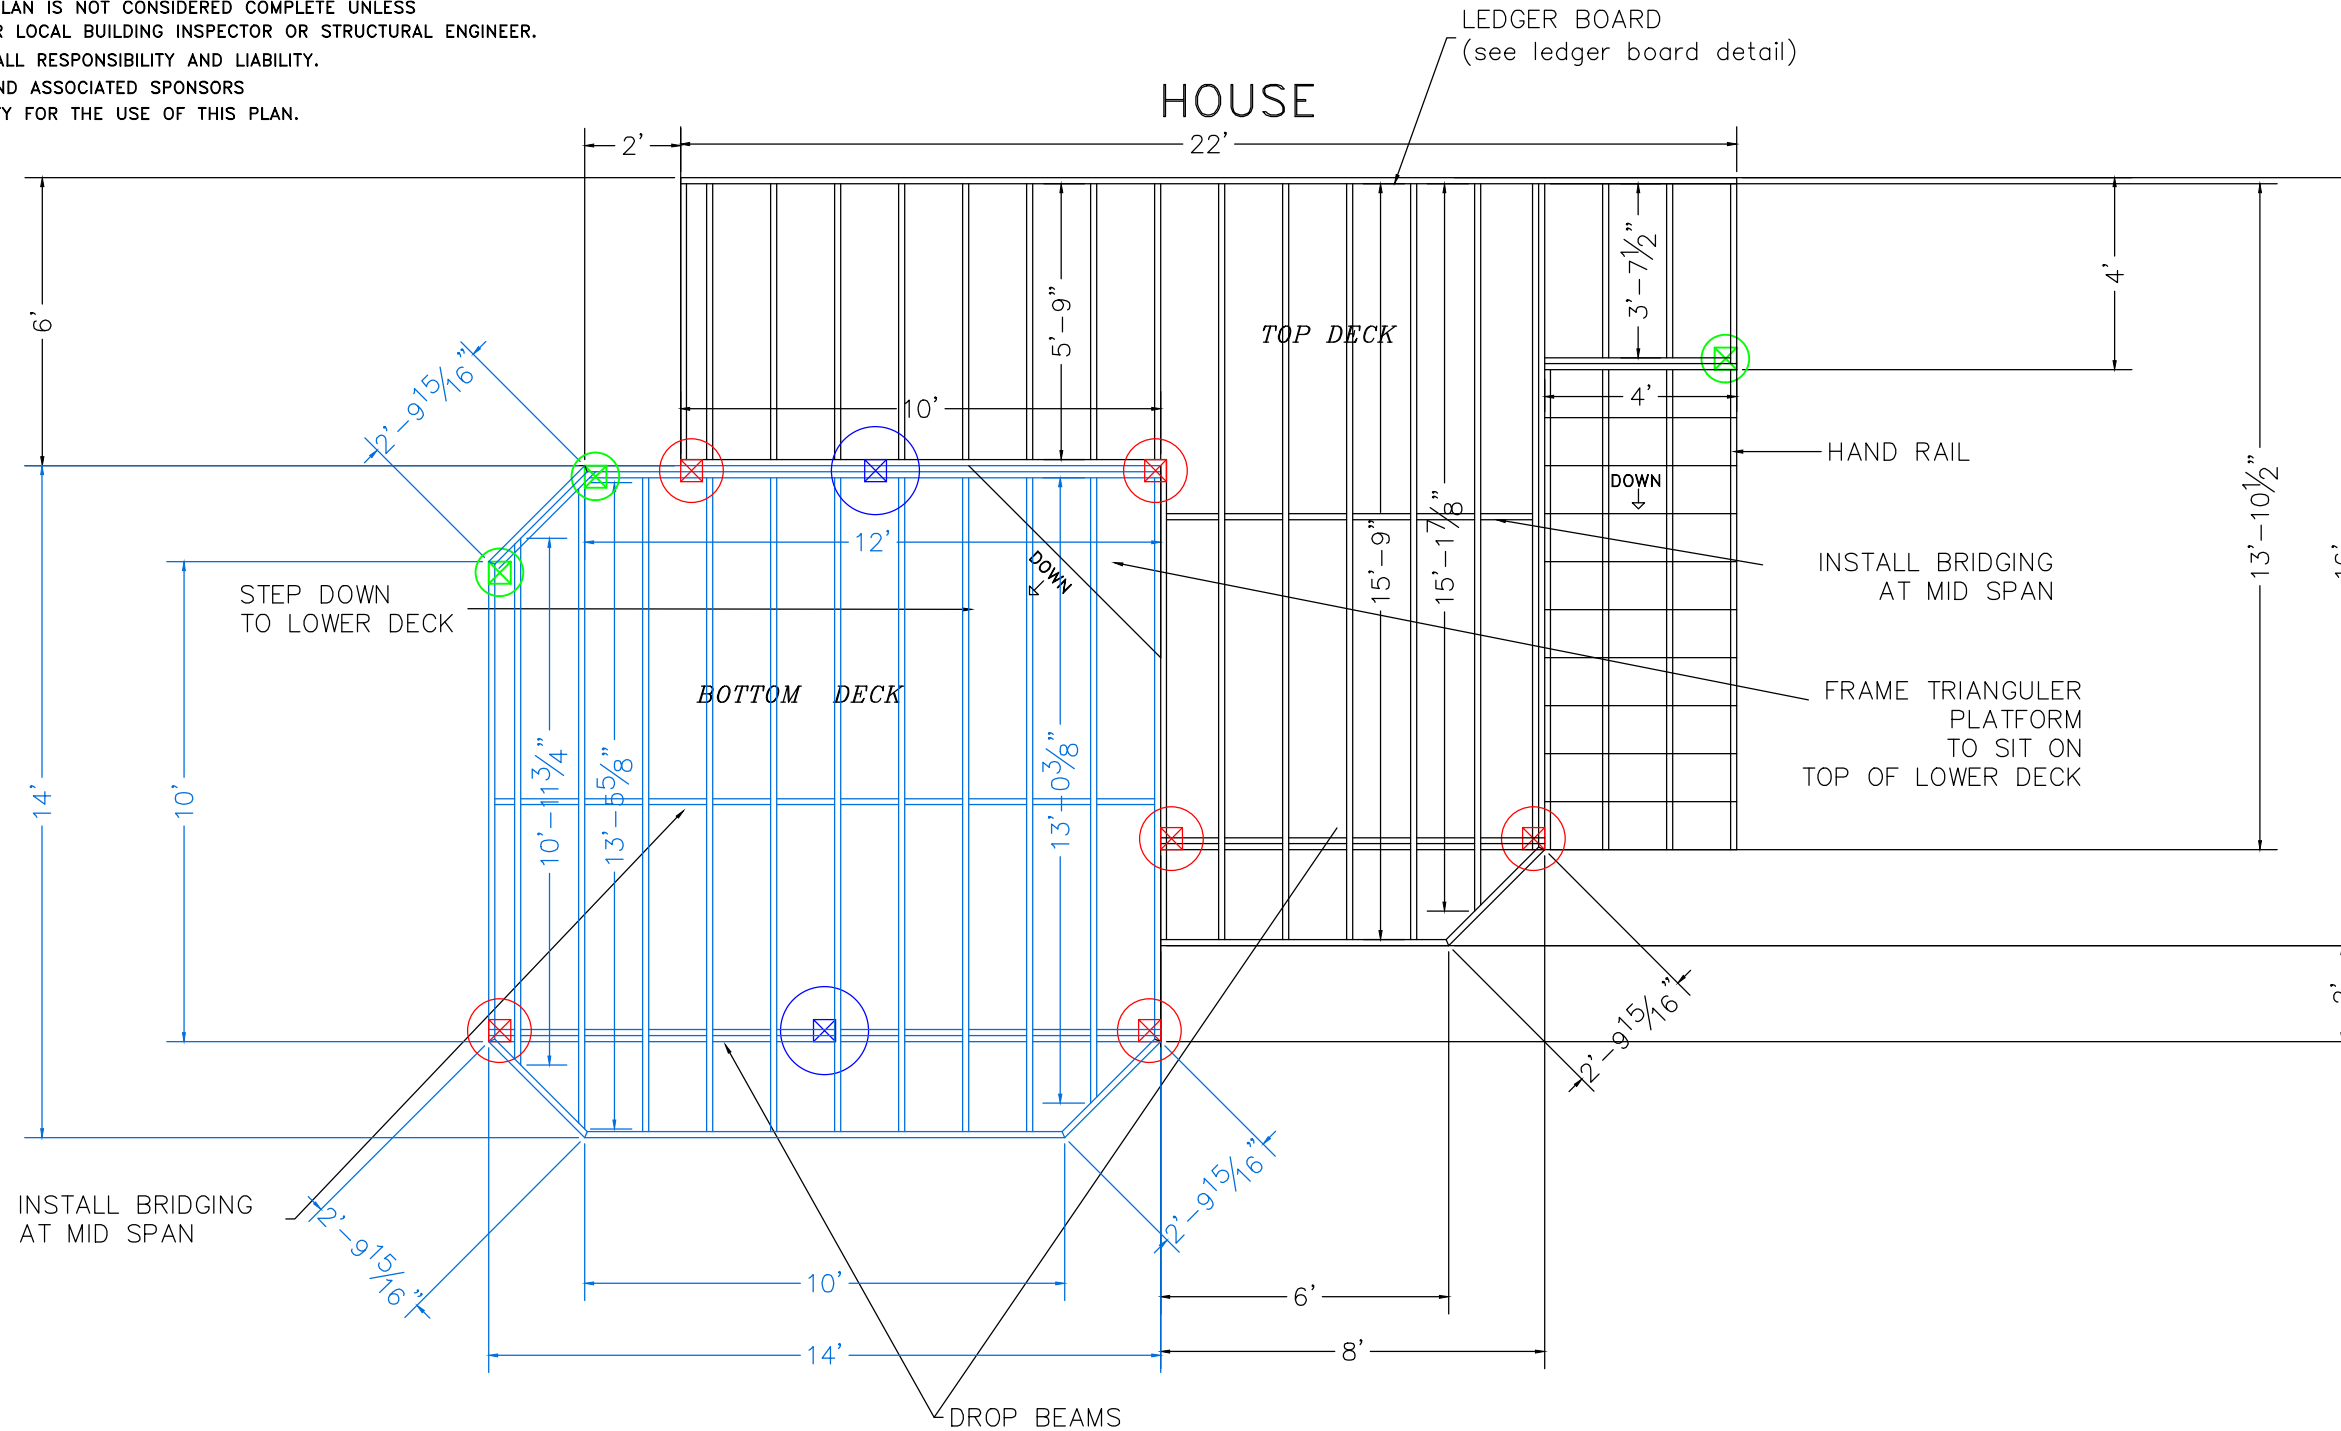 LAN IS NOT CONSIDERED COMPLETE UNLESS
R LOCAL BUILDING INSPECTOR OR STRUCTURAL ENGINEER.
ALL RESPONSIBILITY AND LIABILITY.
ND ASSOCIATED SPONSORS
TY FOR THE USE OF THIS PLAN.
LEDGER BOARD
(see ledger board detail)
HOUSE
2'
22'
6'
5'-9"
3'-7½"
4'
TOP DECK
2'-9 15/16"
10'
4'
HAND RAIL
DOWN
13'-10½"
12'
15'-9"
15'-1 7/8"
DOWN
INSTALL BRIDGING
AT MID SPAN
STEP DOWN
TO LOWER DECK
BOTTOM DECK
FRAME TRIANGULER
PLATFORM
TO SIT ON
TOP OF LOWER DECK
14'
10'
10'-11¾"
13'-5 5/8"
13'-0 3/8"
2'-9 15/16"
2'-9 15/16"
INSTALL BRIDGING
AT MID SPAN
2'-9 15/16"
10'
6'
14'
8'
DROP BEAMS